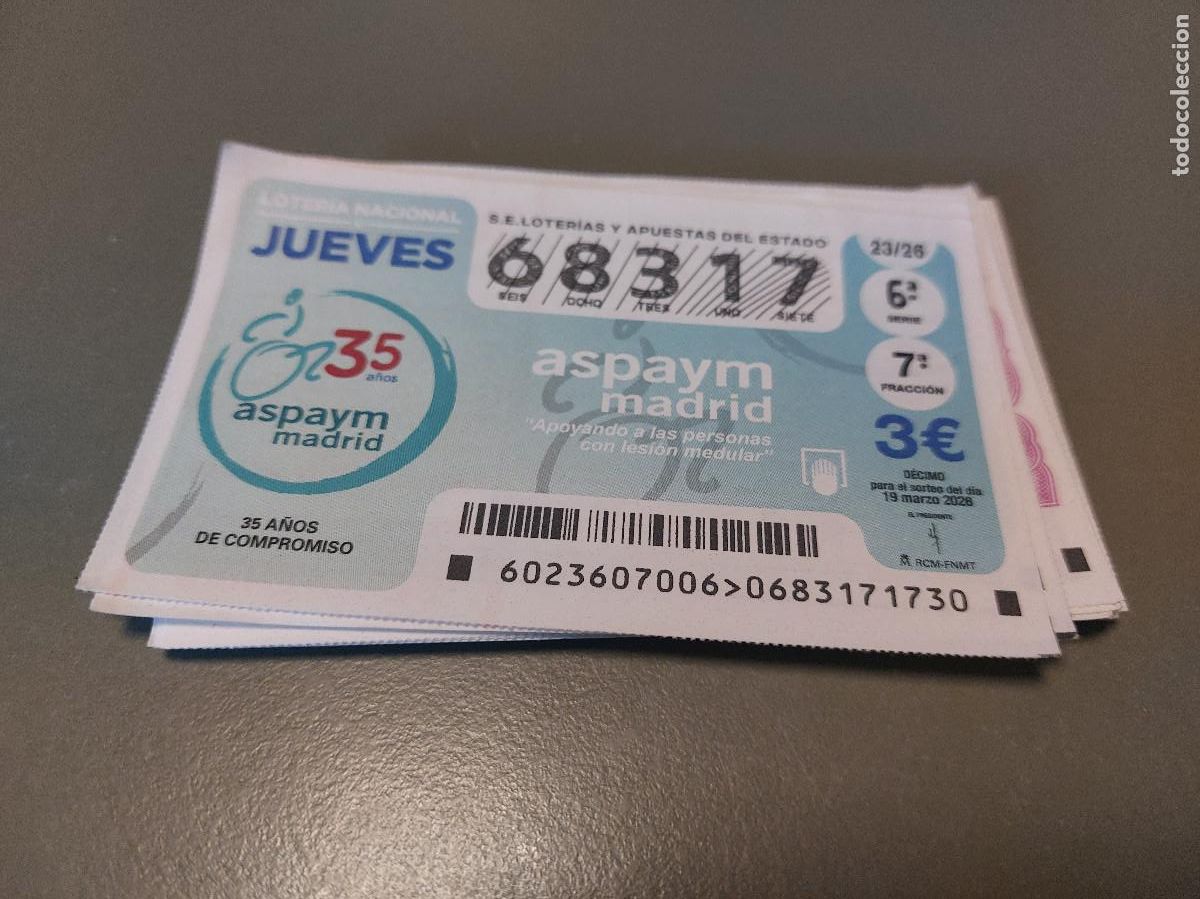 todocoleccion
LOTERÍA NACIONAL
JUEVES
35
años
aspaym
madrid
35 AÑOS
DE COMPROMISO
S.E.LOTERÍAS Y APUESTAS DEL ESTADO
68317
SEIS OCHO TRES UNO SIETE
aspaym
madrid
"Apoyando a las personas
con lesión medular"
23/26
6ª
SERIE
7ª
FRACCIÓN
3€
DÉCIMO
para el sorteo del día
19 marzo 2026
EL PRESIDENTE
RCM-FNMT
6023607006>0683171730